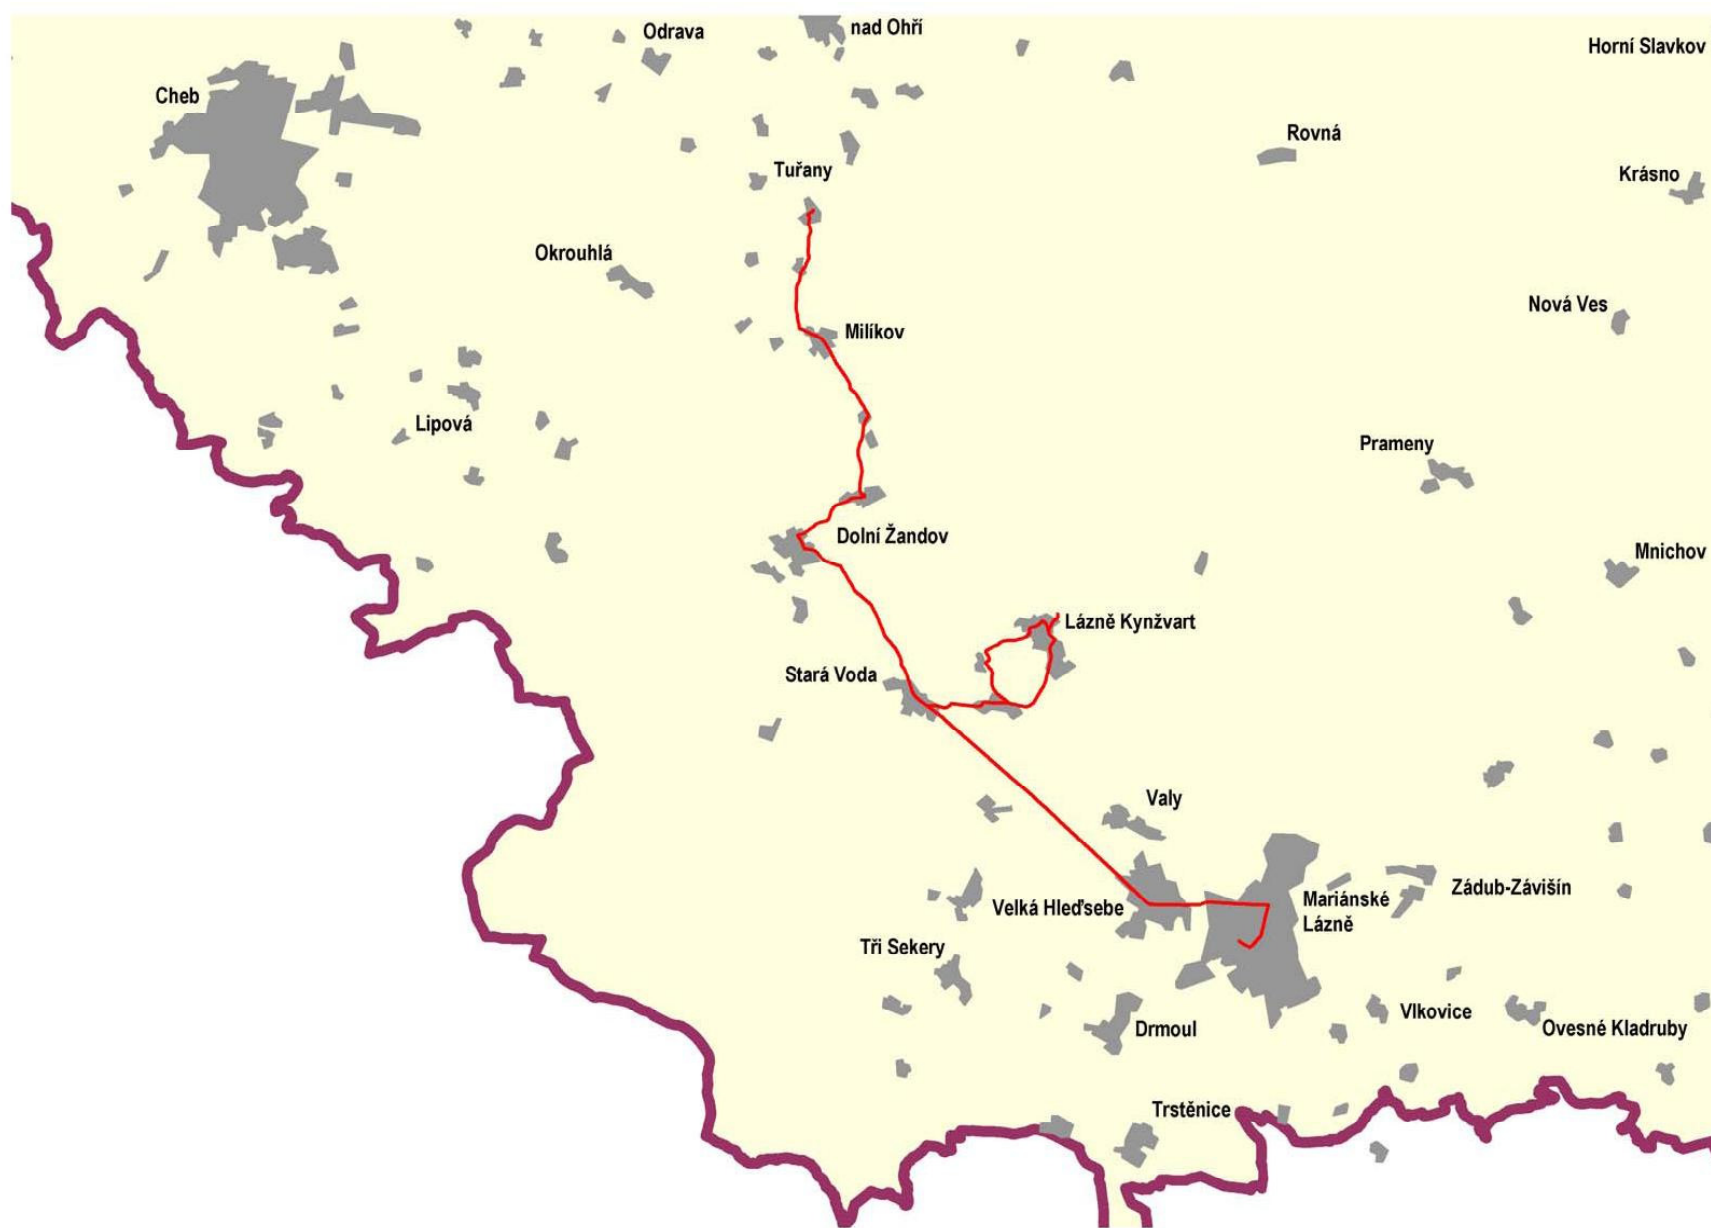 nad Ohří
Odrava
Horní Slavkov
Cheb
Rovná
Tuřany
Krásno
Okrouhlá
Nová Ves
Milíkov
Lipová
Prameny
Dolní Žandov
Mnichov
Lázně Kynžvart
Stará Voda
Valy
Zádub-Závišín
Mariánské
Lázně
Velká Hleďsebe
Tři Sekery
Vlkovice
Ovesné Kladruby
Drmoul
Trstěnice